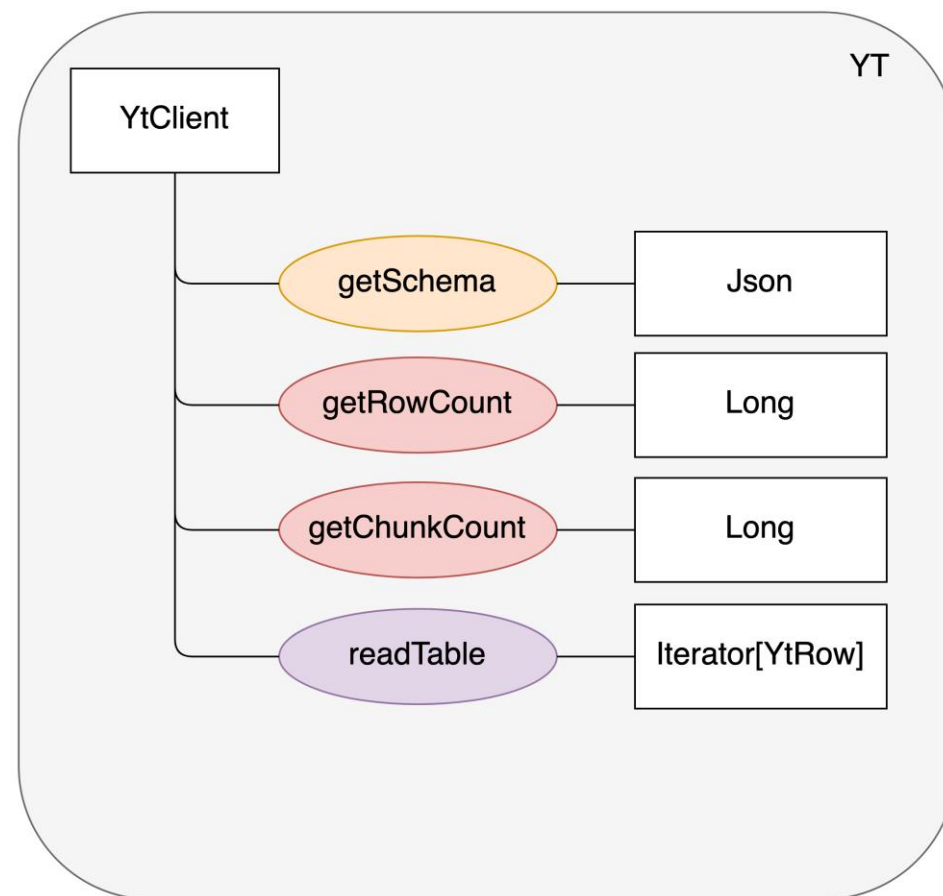 YT
YtClient
getSchema
Json
getRowCount
Long
getChunkCount
Long
readTable
Iterator[YtRow]